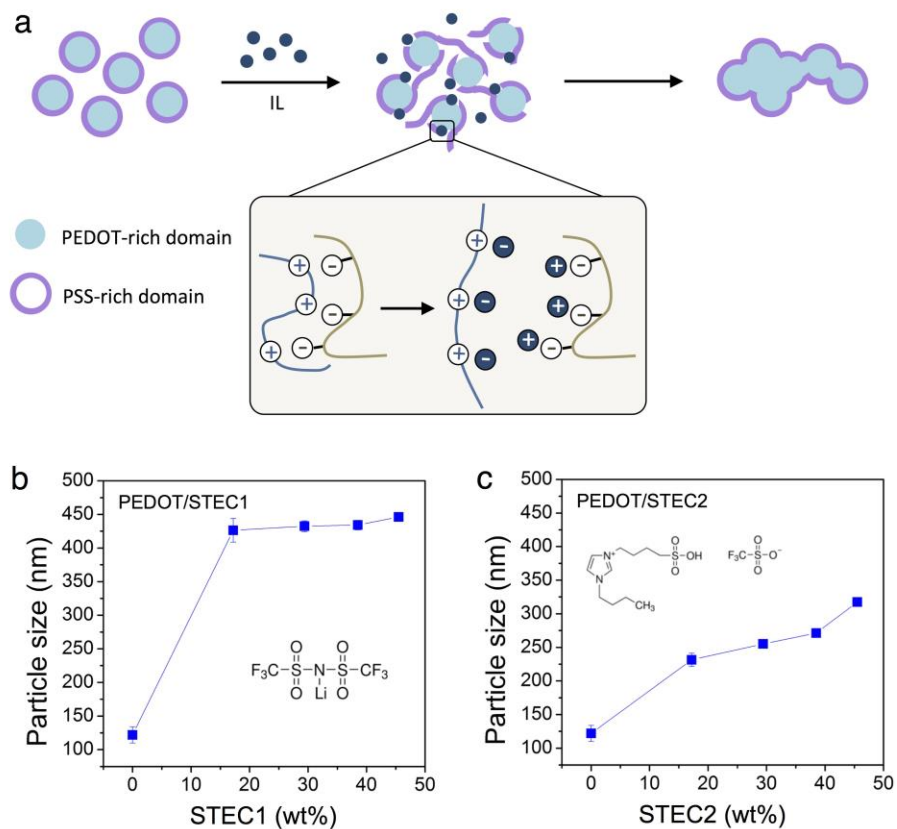 a
IL
PEDOT-rich domain
PSS-rich domain
+ − + − + −
+ − + − + −
+ − + −
+ −
b
PEDOT/STEC1
Particle size (nm)
500
450
400
350
300
250
200
150
100
O O
F₃C−S−N−S−CF₃
O Li O
0 10 20 30 40 50
STEC1 (wt%)
c
PEDOT/STEC2
Particle size (nm)
500
450
400
350
300
250
200
150
100
O O
N⁺ S−OH F₃C−S−O⁻
N O O
CH₃
0 10 20 30 40 50
STEC2 (wt%)